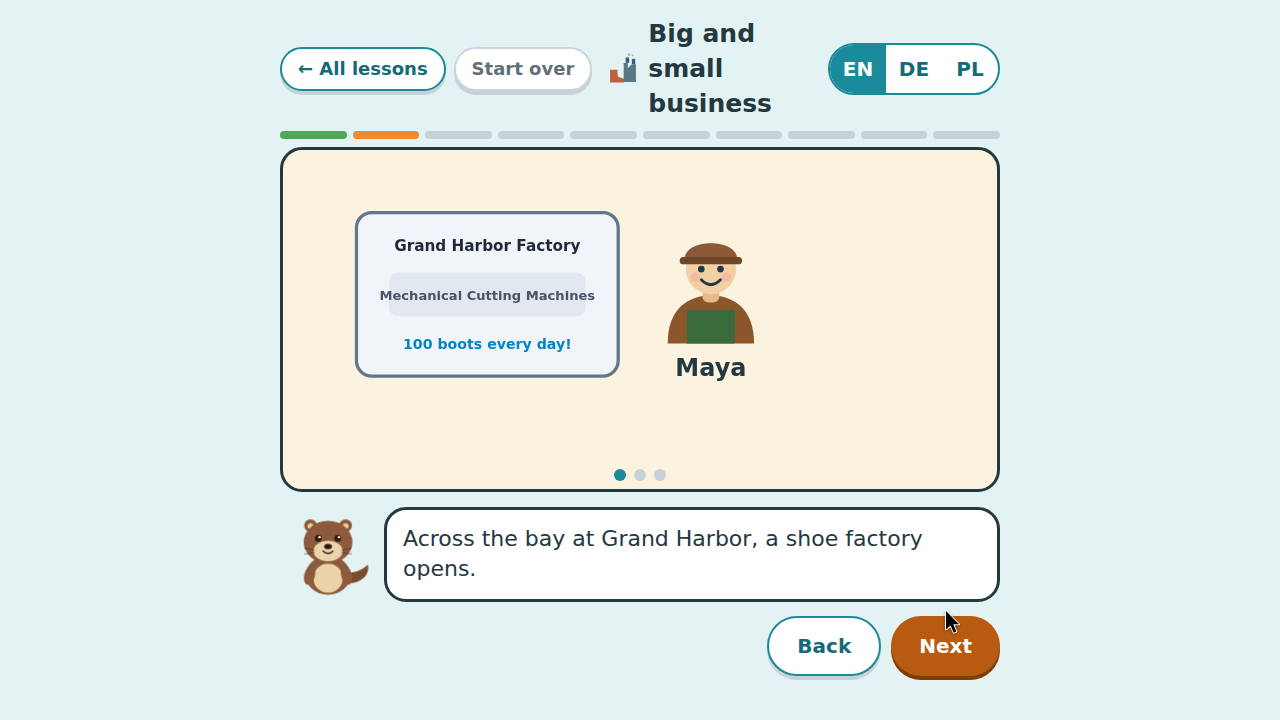 ← All lessons
Start over
Big and
small
business
EN
DE
PL
Grand Harbor Factory
Mechanical Cutting Machines
100 boots every day!
Maya
Across the bay at Grand Harbor, a shoe factory
opens.
Back
Next